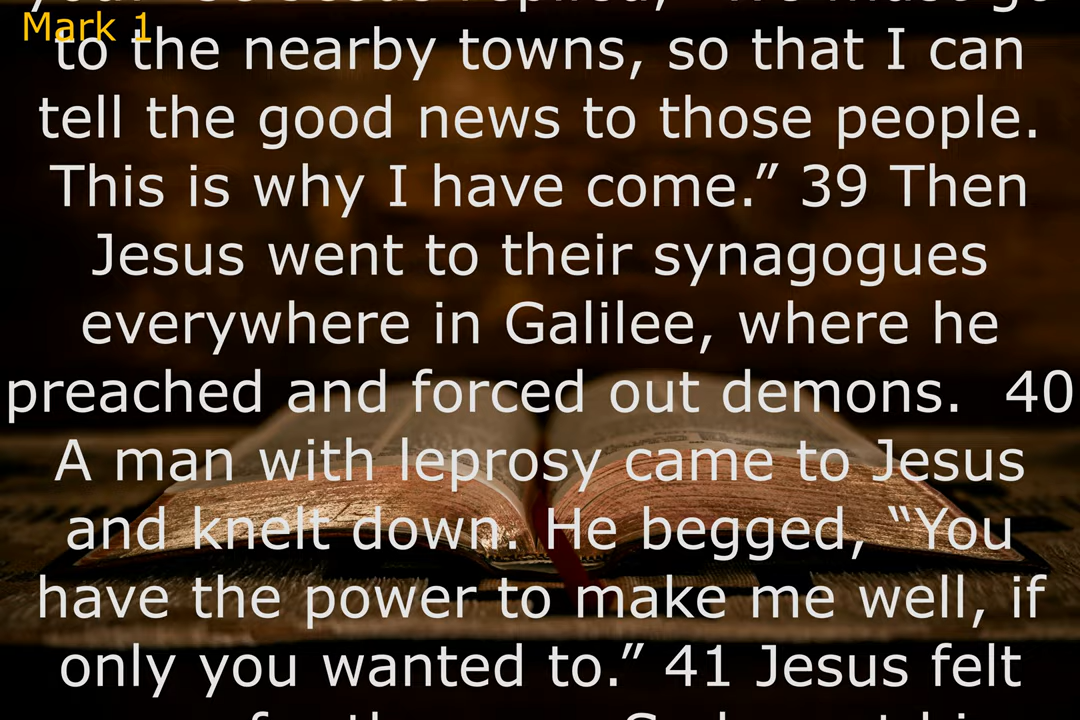 Mark 1
to the nearby towns, so that I can
tell the good news to those people.
This is why I have come.” 39 Then
Jesus went to their synagogues
everywhere in Galilee, where he
preached and forced out demons.  40
A man with leprosy came to Jesus
and knelt down. He begged, “You
have the power to make me well, if
only you wanted to.” 41 Jesus felt